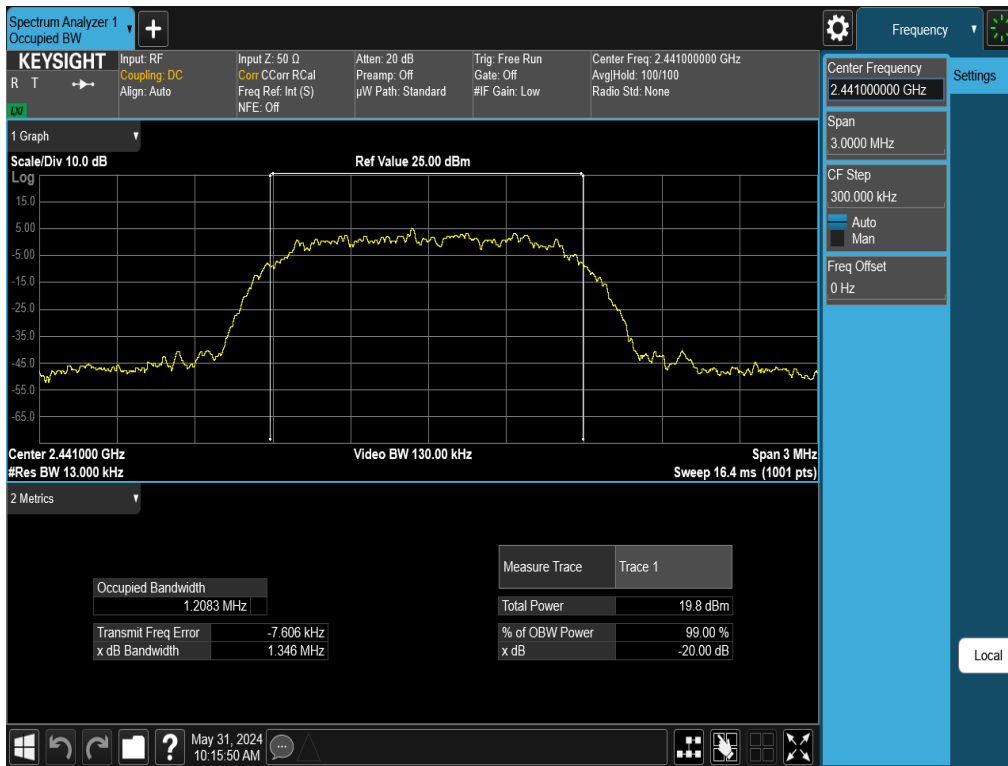 Spectrum Analyzer 1
Occupied BW
Frequency
KEYSIGHT
R T
LXI
Input: RF
Coupling: DC
Align: Auto
Input Z: 50 Ω
Corr CCorr RCal
Freq Ref: Int (S)
NFE: Off
Atten: 20 dB
Preamp: Off
µW Path: Standard
Trig: Free Run
Gate: Off
#IF Gain: Low
Center Freq: 2.441000000 GHz
Avg|Hold: 100/100
Radio Std: None
Center Frequency
2.441000000 GHz
Settings
Span
3.0000 MHz
CF Step
300.000 kHz
Auto
Man
Freq Offset
0 Hz
Local
1 Graph
Scale/Div 10.0 dB
Ref Value 25.00 dBm
Log
15.0
5.00
-5.00
-15.0
-25.0
-35.0
-45.0
-55.0
-65.0
Center 2.441000 GHz
Video BW 130.00 kHz
Span 3 MHz
#Res BW 13.000 kHz
Sweep 16.4 ms (1001 pts)
2 Metrics
Occupied Bandwidth
1.2083 MHz
Transmit Freq Error -7.606 kHz
x dB Bandwidth 1.346 MHz
Measure Trace Trace 1
Total Power 19.8 dBm
% of OBW Power 99.00 %
x dB -20.00 dB
May 31, 2024
10:15:50 AM